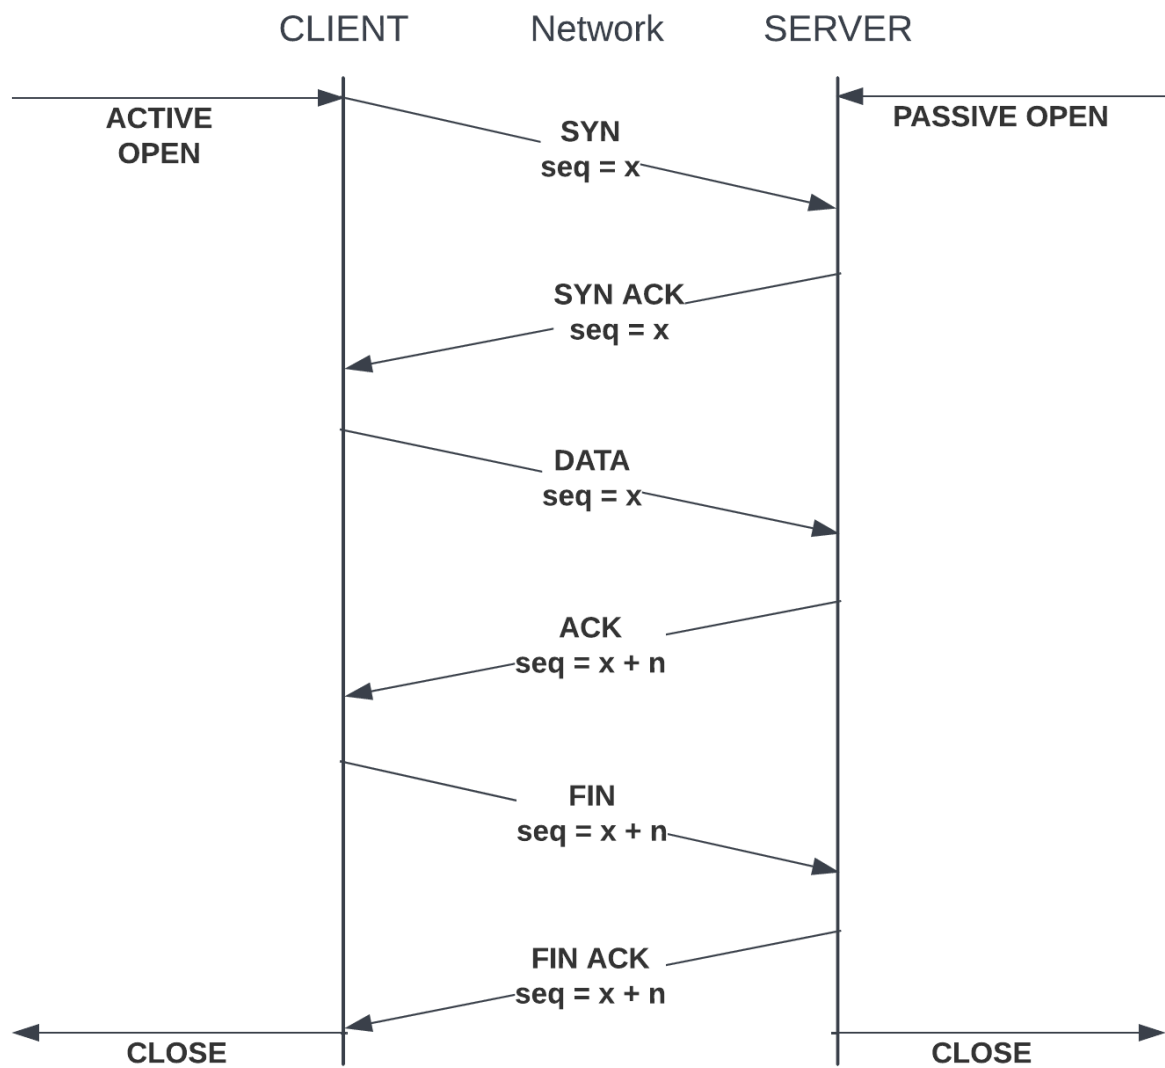 CLIENT
Network
SERVER
ACTIVE
OPEN
PASSIVE OPEN
SYN
seq = x
SYN ACK
seq = x
DATA
seq = x
ACK
seq = x + n
FIN
seq = x + n
FIN ACK
seq = x + n
CLOSE
CLOSE